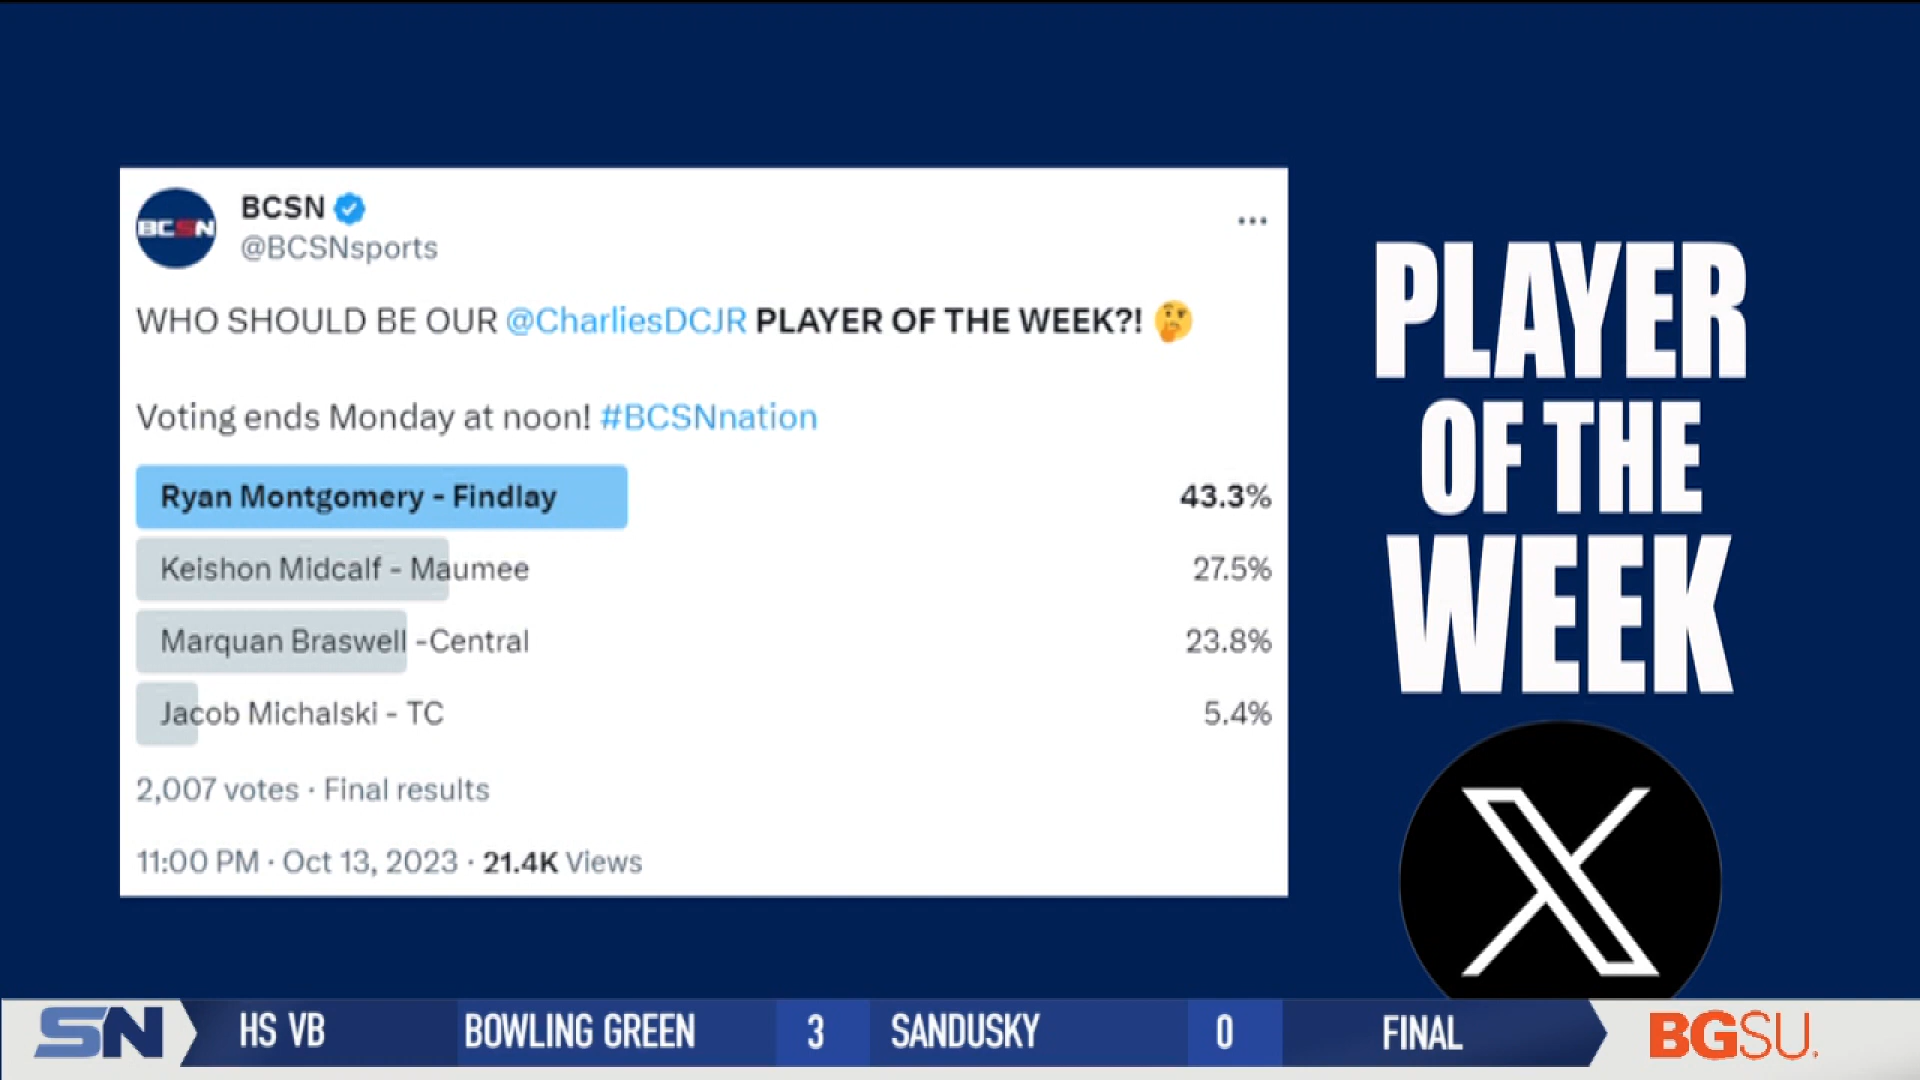 BCSN
BCSN
@BCSNsports
WHO SHOULD BE OUR @CharliesDCJR PLAYER OF THE WEEK?! 🤔
Voting ends Monday at noon! #BCSNnation
Ryan Montgomery - Findlay 43.3%
Keishon Midcalf - Maumee 27.5%
Marquan Braswell -Central 23.8%
Jacob Michalski - TC 5.4%
2,007 votes · Final results
11:00 PM · Oct 13, 2023 · 21.4K Views
PLAYER
OF THE
WEEK
X
SN HS VB BOWLING GREEN 3 SANDUSKY 0 FINAL BGSU.